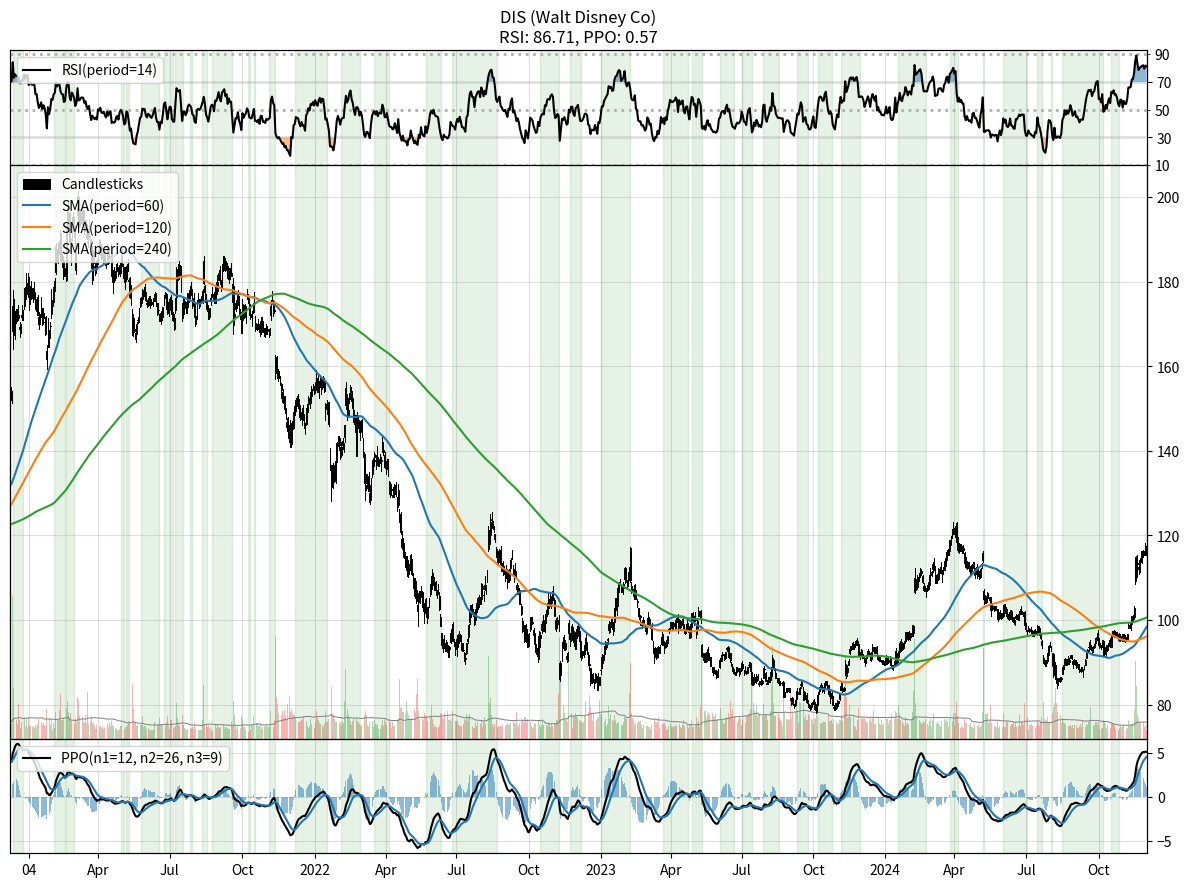 DIS (Walt Disney Co)
RSI: 86.71, PPO: 0.57
RSI(period=14)
90
70
50
30
10
Candlesticks
SMA(period=60)
SMA(period=120)
SMA(period=240)
200
180
160
140
120
100
80
PPO(n1=12, n2=26, n3=9)
5
0
−5
04 Apr Jul Oct 2022 Apr Jul Oct 2023 Apr Jul Oct 2024 Apr Jul Oct